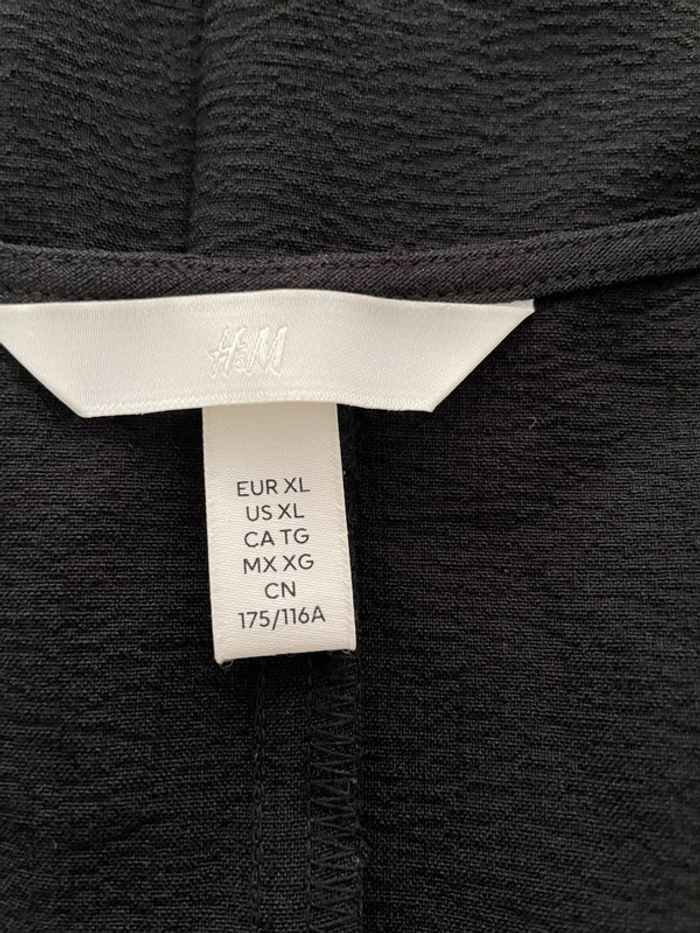 H&M
EUR XL
US XL
CA TG
MX XG
CN
175/116A